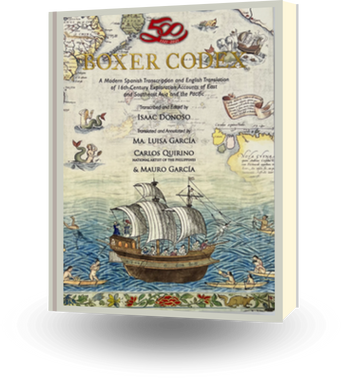 500
BOXER CODEX
A Modern Spanish Transcription and English Translation
of 16th-Century Exploration Accounts of East
and Southeast Asia and the Pacific
Transcribed and Edited by
ISAAC DONOSO
Translated and Annotated by
MA. LUISA GARCÍA
CARLOS QUIRINO
NATIONAL ARTIST OF THE PHILIPPINES
& MAURO GARCÍA